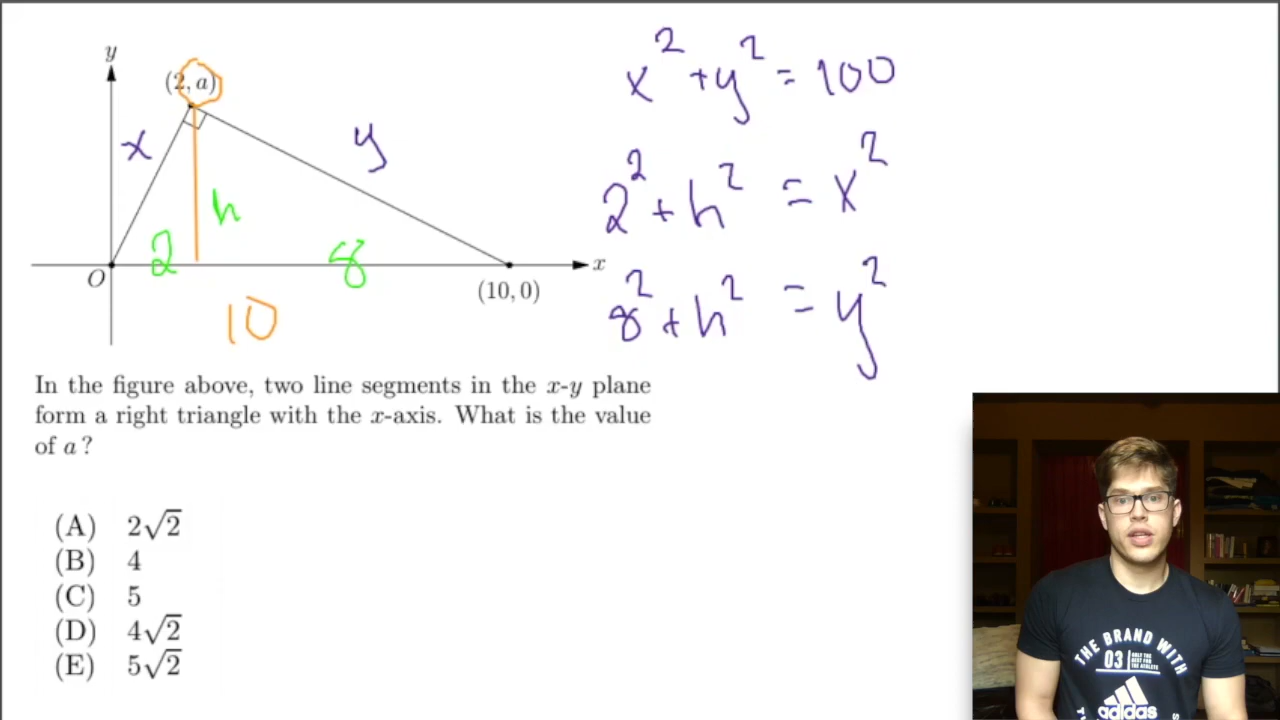 y
(2, a)
x
y
h
2
8
O
x
(10, 0)
10
x² + y² = 100
2² + h² = x²
8² + h² = y²
In the figure above, two line segments in the x-y plane
form a right triangle with the x-axis. What is the value
of a ?
(A) 2√2
(B) 4
(C) 5
(D) 4√2
(E) 5√2
THE BRAND WITH
03
adidas